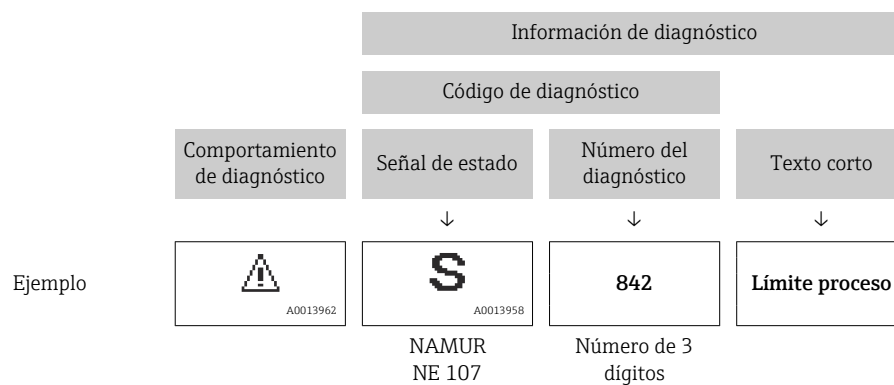 Información de diagnóstico
Código de diagnóstico
Comportamiento
de diagnóstico
Señal de estado
Número del
diagnóstico
Texto corto
↓
↓
↓
Ejemplo
⚠
A0013962
S
A0013958
842
Límite proceso
NAMUR
NE 107
Número de 3
dígitos